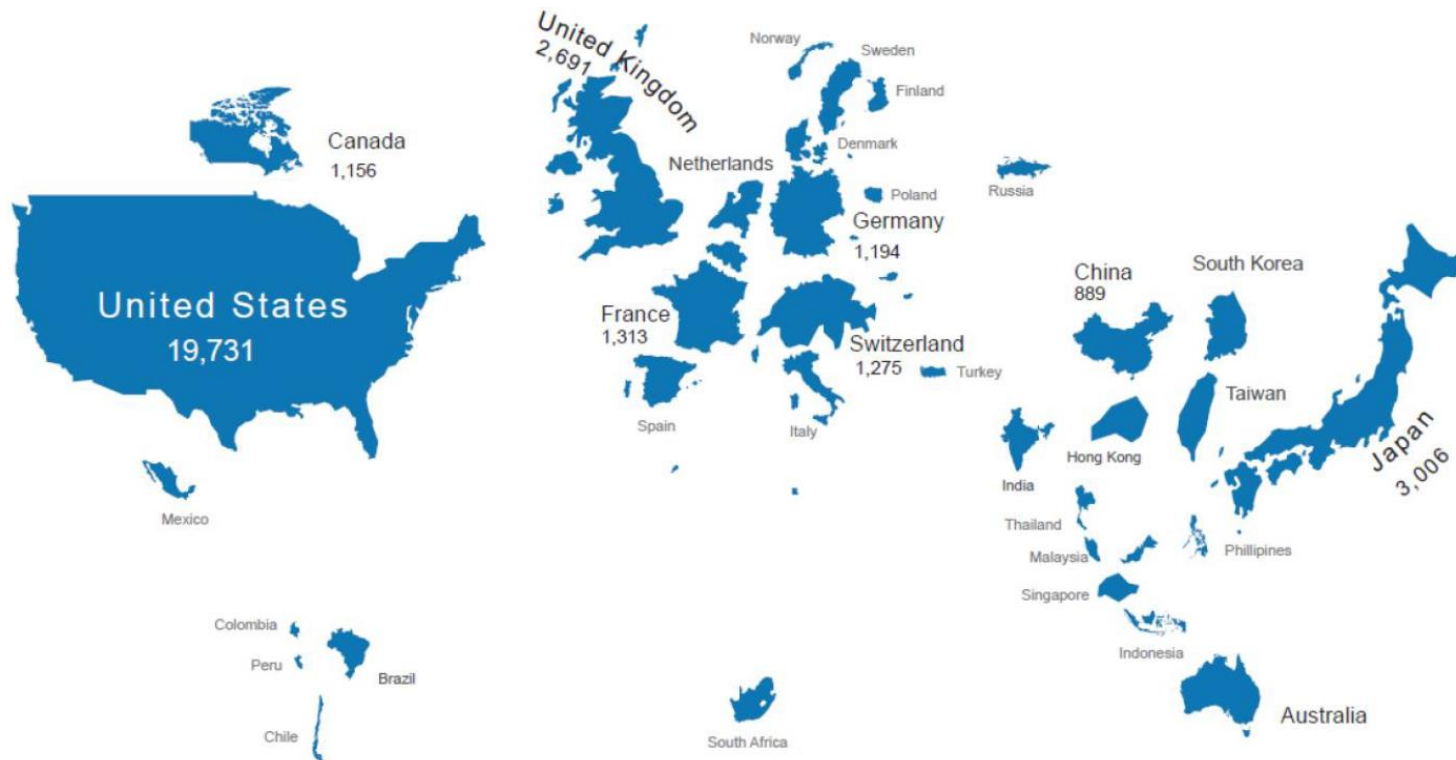 United Kingdom
2,691
Norway
Sweden
Finland
Denmark
Canada
1,156
Netherlands
Russia
Poland
Germany
1,194
United States
19,731
France
1,313
Switzerland
1,275
Turkey
Spain
Italy
China
889
South Korea
Taiwan
Hong Kong
Japan
3,006
India
Mexico
Thailand
Malaysia
Phillipines
Singapore
Indonesia
Colombia
Peru
Brazil
Chile
South Africa
Australia